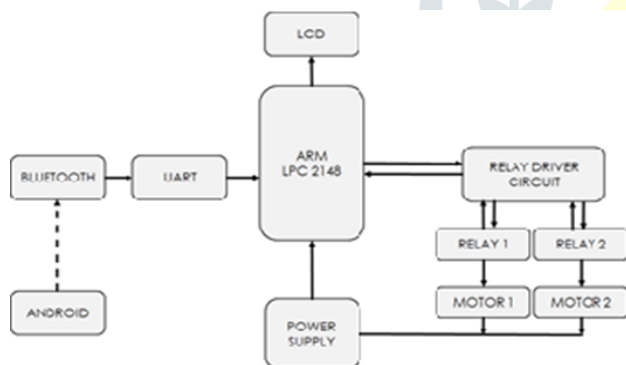 LCD
ARM
LPC 2148
BLUETOOTH
UART
RELAY DRIVER
CIRCUIT
RELAY 1
RELAY 2
ANDROID
MOTOR 1
MOTOR 2
POWER
SUPPLY